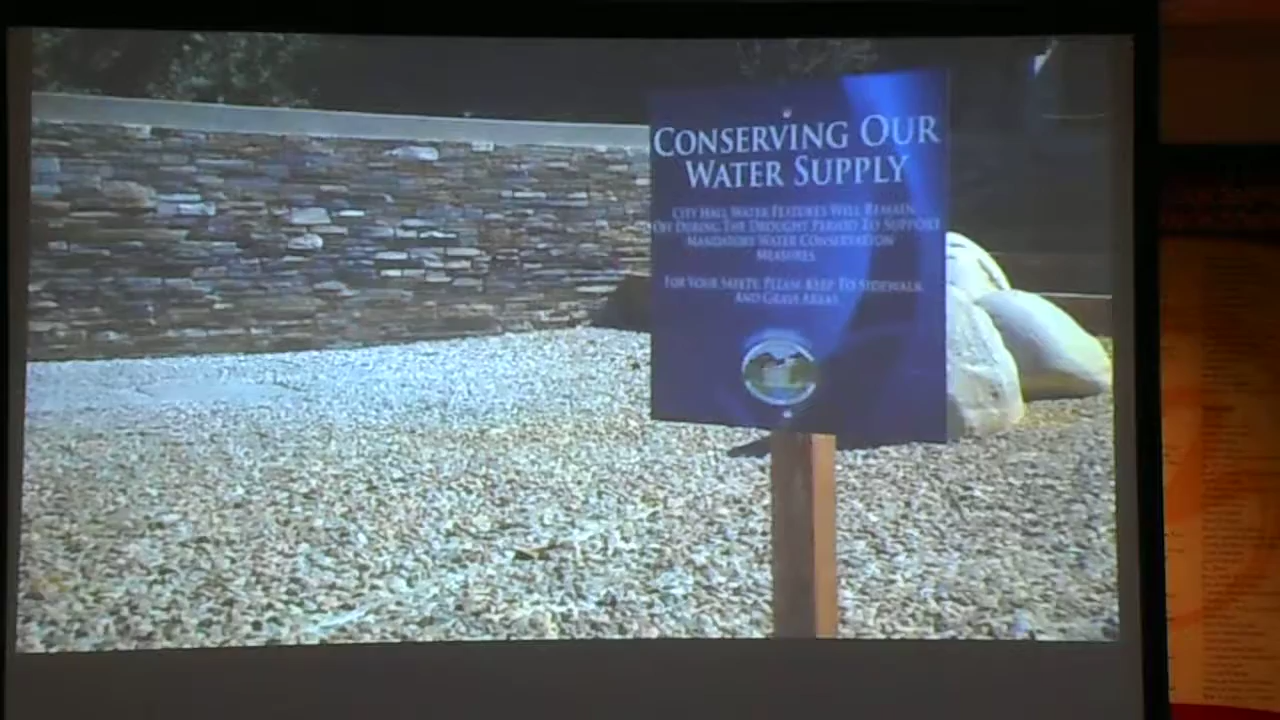 CONSERVING OUR
WATER SUPPLY
CITY HALL WATER FEATURES WILL REMAIN
OFF DURING THE DROUGHT PERIOD TO SUPPORT
MANDATORY WATER CONSERVATION
MEASURES.
FOR YOUR SAFETY, PLEASE KEEP TO SIDEWALK
AND GRASS AREAS.